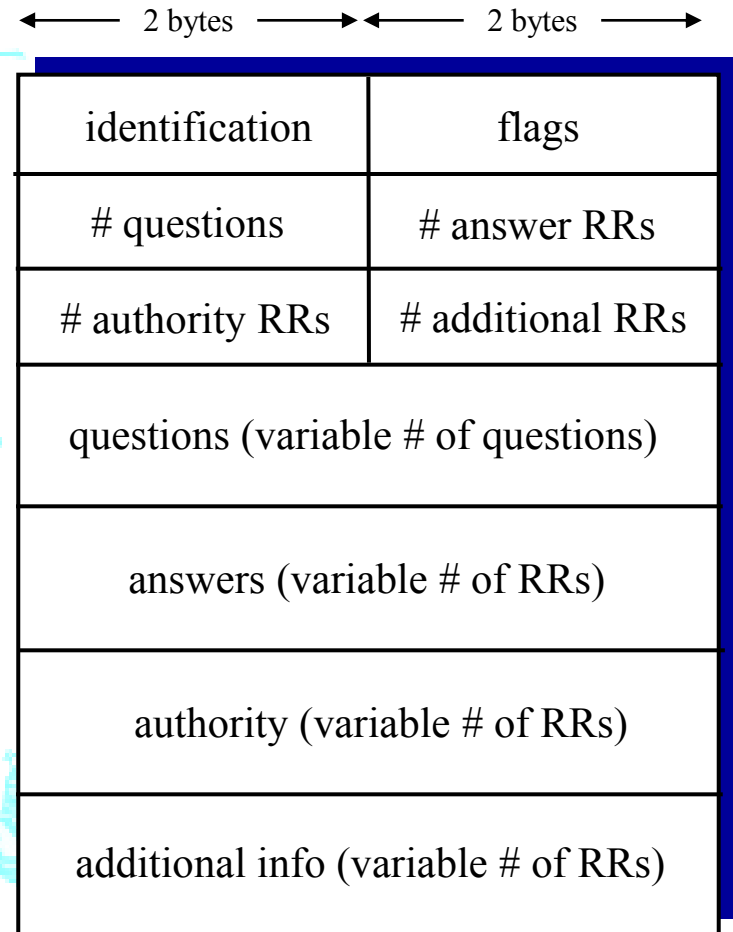 2 bytes 2 bytes
identification flags
# questions # answer RRs
# authority RRs # additional RRs
questions (variable # of questions)
answers (variable # of RRs)
authority (variable # of RRs)
additional info (variable # of RRs)